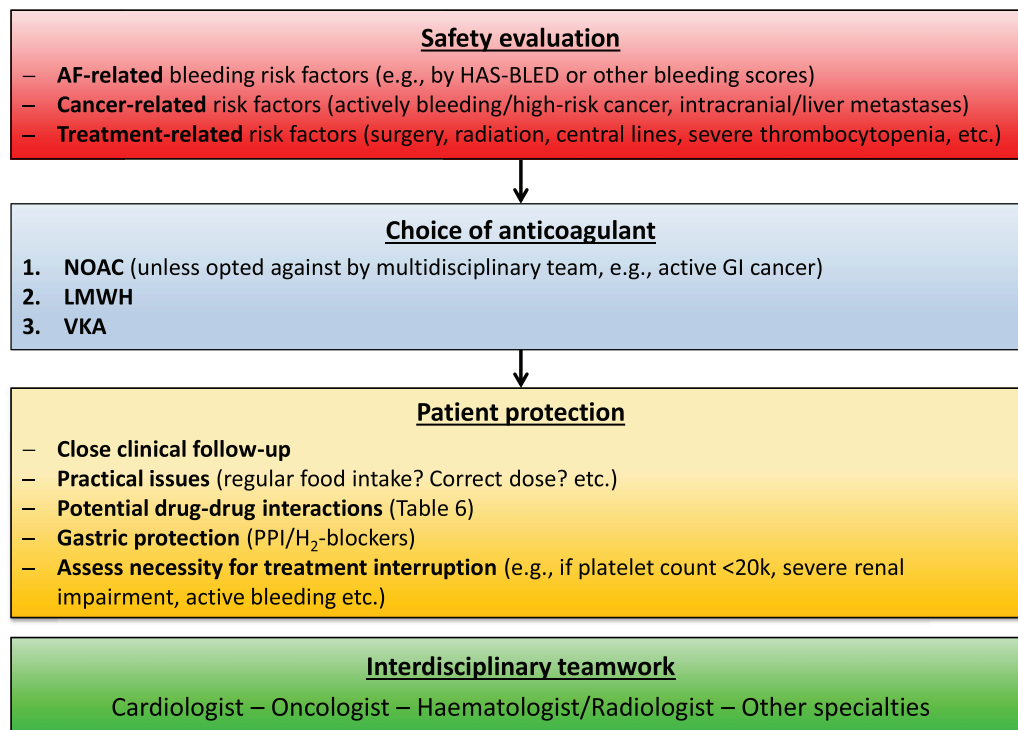 Safety evaluation
– AF-related bleeding risk factors (e.g., by HAS-BLED or other bleeding scores)
– Cancer-related risk factors (actively bleeding/high-risk cancer, intracranial/liver metastases)
– Treatment-related risk factors (surgery, radiation, central lines, severe thrombocytopenia, etc.)
Choice of anticoagulant
1. NOAC (unless opted against by multidisciplinary team, e.g., active GI cancer)
2. LMWH
3. VKA
Patient protection
– Close clinical follow-up
– Practical issues (regular food intake? Correct dose? etc.)
– Potential drug-drug interactions (Table 6)
– Gastric protection (PPI/H₂-blockers)
– Assess necessity for treatment interruption (e.g., if platelet count <20k, severe renal
impairment, active bleeding etc.)
Interdisciplinary teamwork
Cardiologist – Oncologist – Haematologist/Radiologist – Other specialties